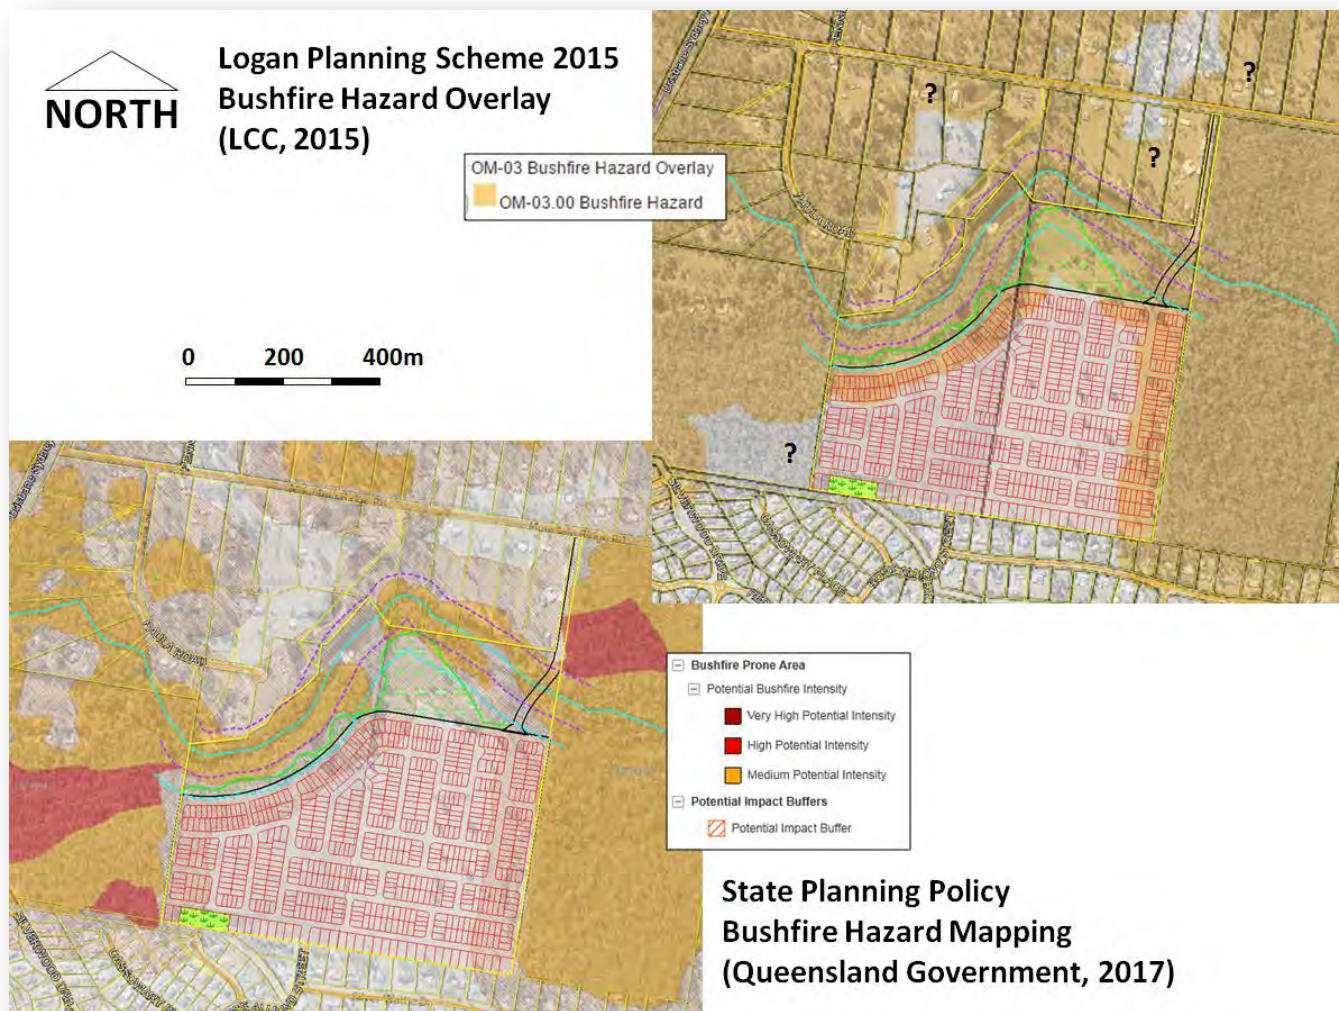 NORTH
Logan Planning Scheme 2015
Bushfire Hazard Overlay
(LCC, 2015)
OM-03 Bushfire Hazard Overlay
OM-03.00 Bushfire Hazard
0 200 400m
?
?
?
?
Bushfire Prone Area
Potential Bushfire Intensity
Very High Potential Intensity
High Potential Intensity
Medium Potential Intensity
Potential Impact Buffers
Potential Impact Buffer
State Planning Policy
Bushfire Hazard Mapping
(Queensland Government, 2017)